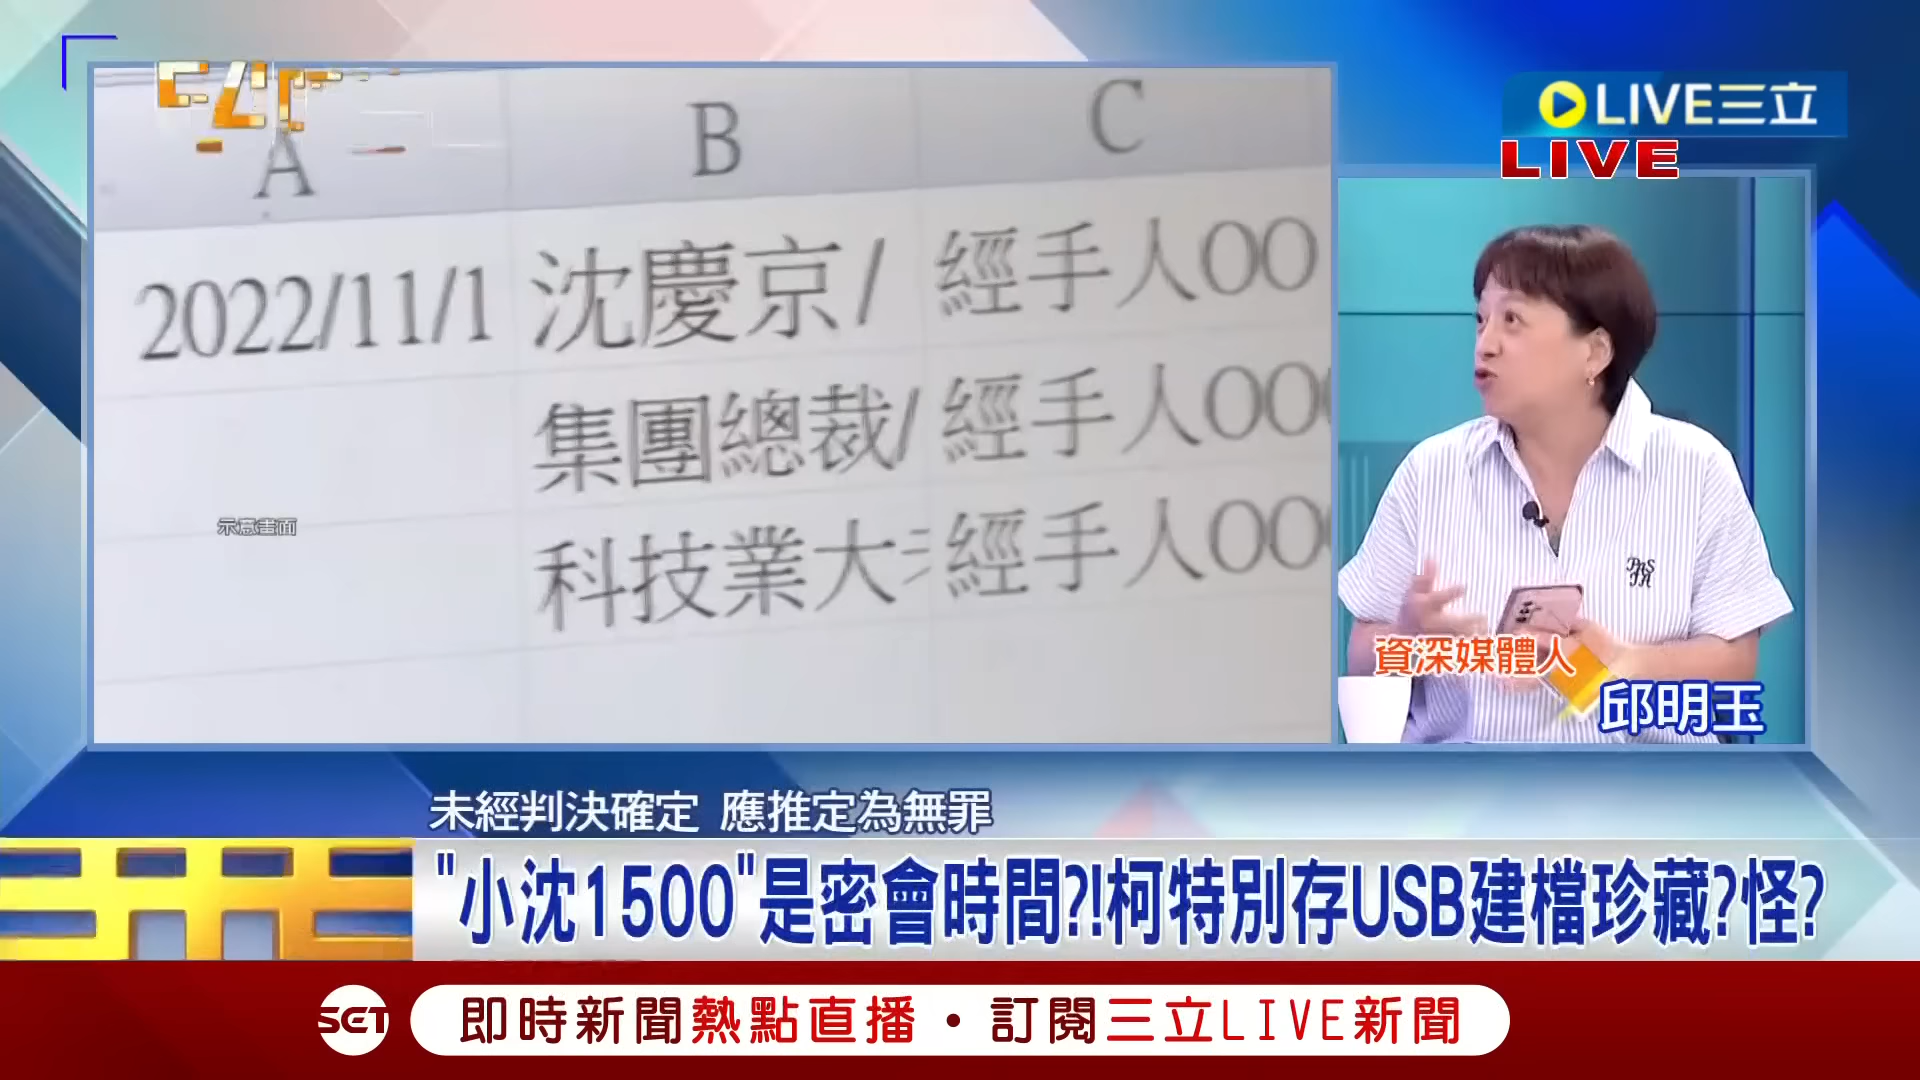 LIVE三立
LIVE
A B C
2022/11/1 沈慶京/ 經手人OO
集團總裁/ 經手人OO
科技業大 經手人OO
示意畫面
資深媒體人
邱明玉
未經判決確定 應推定為無罪
"小沈1500"是密會時間?!柯特別存USB建檔珍藏?怪?
SET 即時新聞熱點直播•訂閱三立LIVE新聞